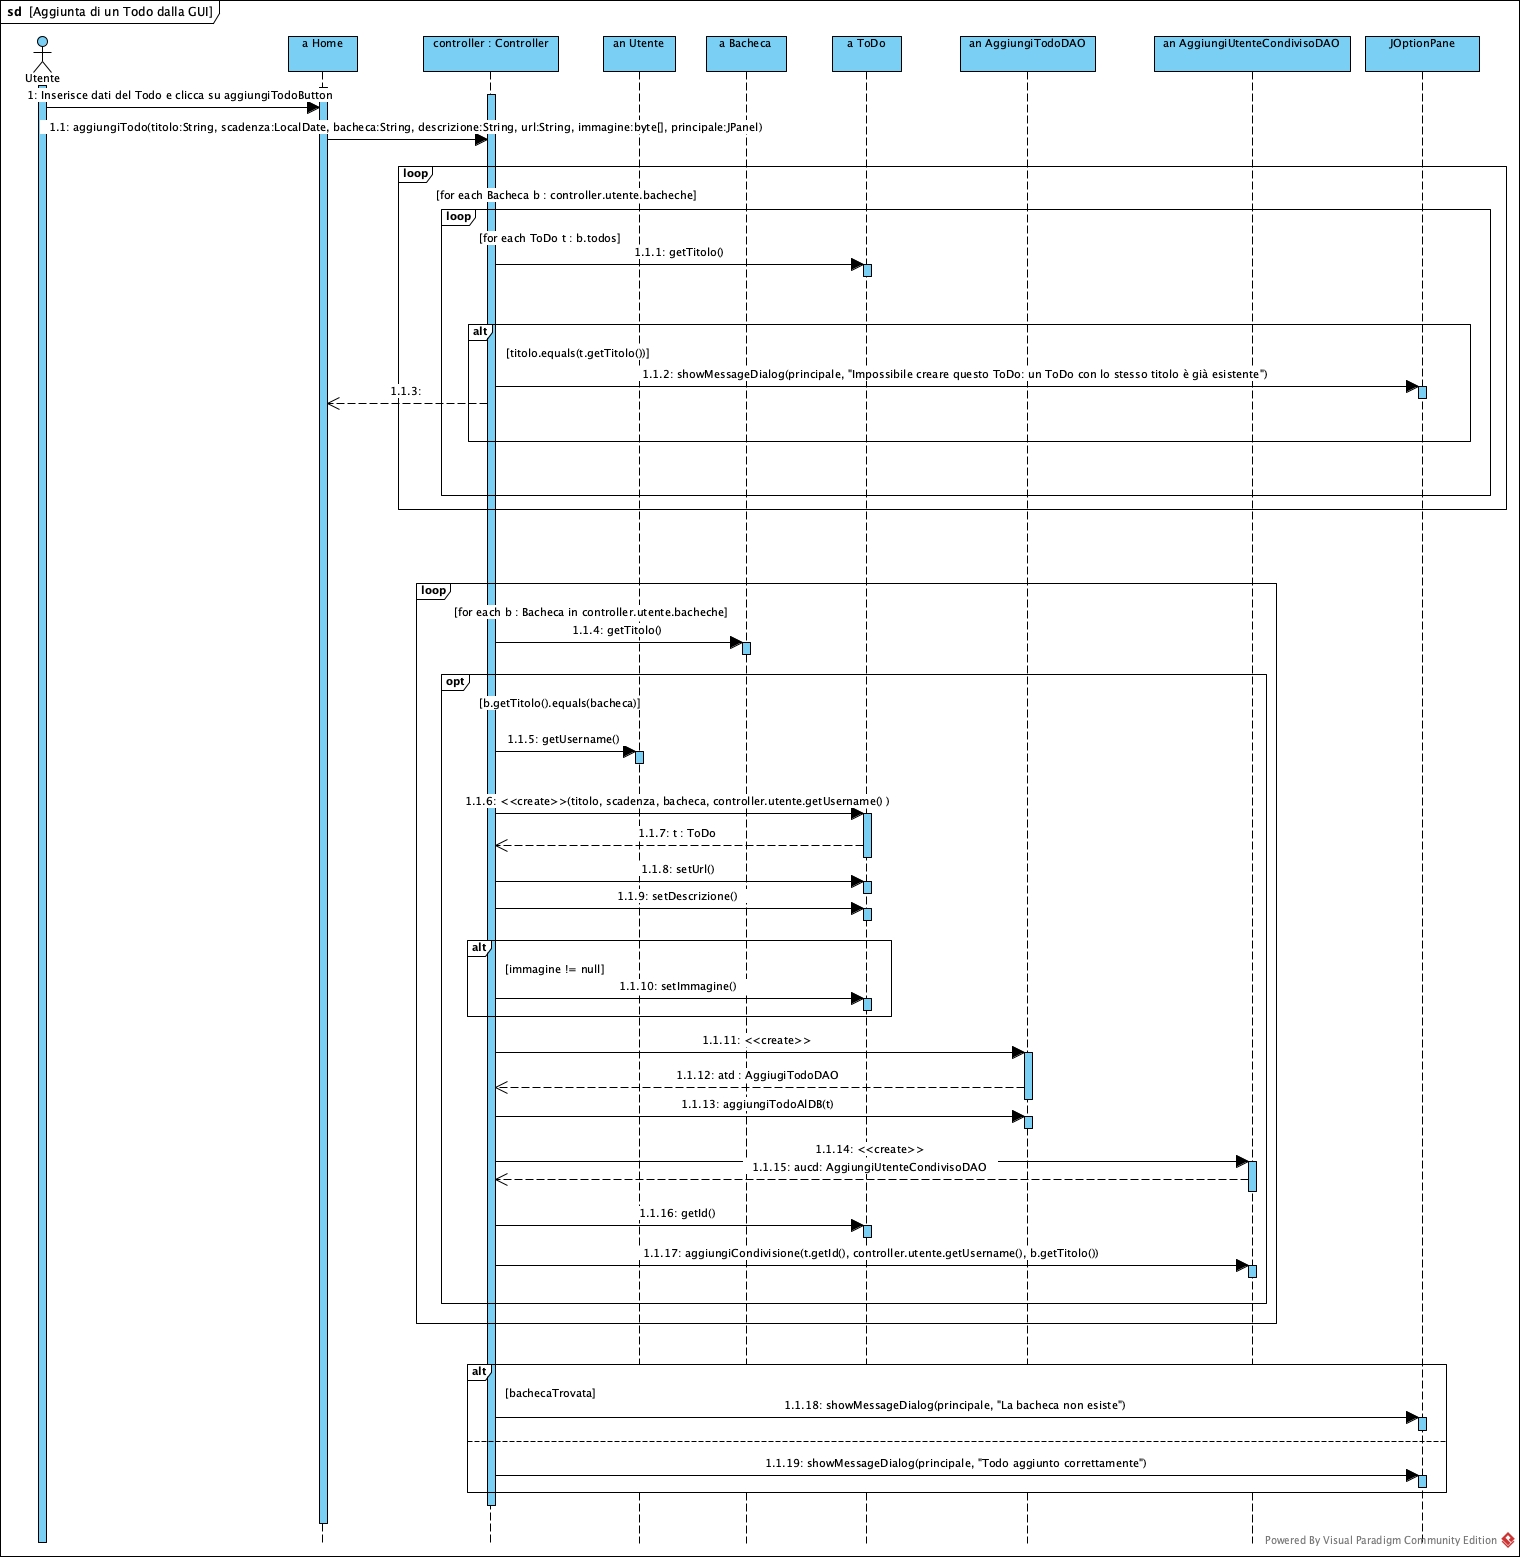 sd [Aggiunta di un Todo dalla GUI]
a Home
controller : Controller
an Utente
a Bacheca
a ToDo
an AggiungiTodoDAO
an AggiungiUtenteCondivisoDAO
JOptionPane
Utente
1: Inserisce dati del Todo e clicca su aggiungiTodoButton
1.1: aggiungiTodo(titolo:String, scadenza:LocalDate, bacheca:String, descrizione:String, url:String, immagine:byte[], principale:JPanel)
loop
[for each Bacheca b : controller.utente.bacheche]
loop
[for each ToDo t : b.todos]
1.1.1: getTitolo()
alt
[titolo.equals(t.getTitolo())]
1.1.2: showMessageDialog(principale, "Impossibile creare questo ToDo: un ToDo con lo stesso titolo è già esistente")
1.1.3:
loop
[for each b : Bacheca in controller.utente.bacheche]
1.1.4: getTitolo()
opt
[b.getTitolo().equals(bacheca)]
1.1.5: getUsername()
1.1.6: <<create>>(titolo, scadenza, bacheca, controller.utente.getUsername() )
1.1.7: t : ToDo
1.1.8: setUrl()
1.1.9: setDescrizione()
alt
[immagine != null]
1.1.10: setImmagine()
1.1.11: <<create>>
1.1.12: atd : AggiugiTodoDAO
1.1.13: aggiungiTodoAlDB(t)
1.1.14: <<create>>
1.1.15: aucd: AggiungiUtenteCondivisoDAO
1.1.16: getId()
1.1.17: aggiungiCondivisione(t.getId(), controller.utente.getUsername(), b.getTitolo())
alt
[bachecaTrovata]
1.1.18: showMessageDialog(principale, "La bacheca non esiste")
1.1.19: showMessageDialog(principale, "Todo aggiunto correttamente")
Powered By Visual Paradigm Community Edition